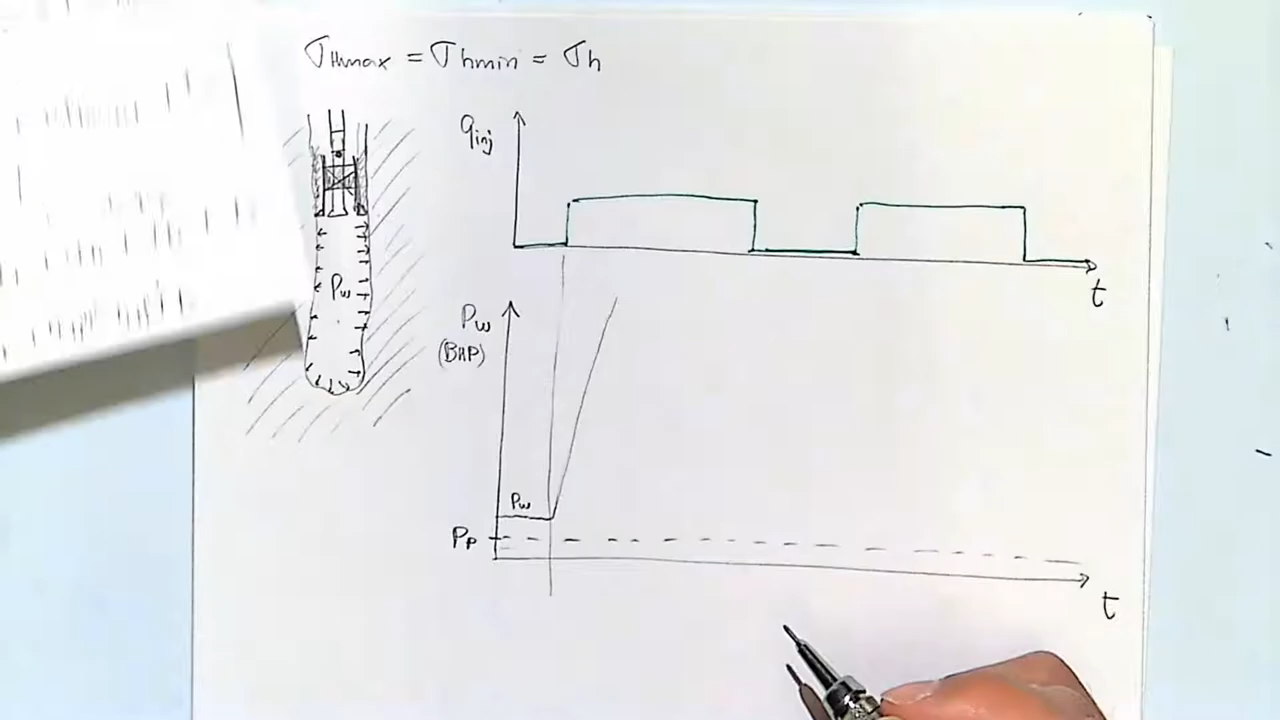 σHmax = σhmin = σh
qinj
t
Pw
Pw
(BHP)
Pw
Pp
t